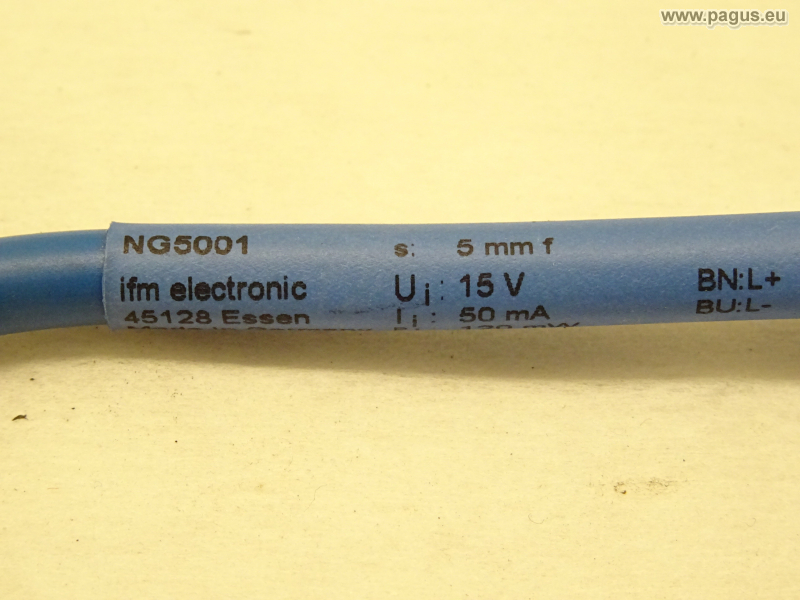 www.pagus.eu
NG5001 s: 5 mm f
ifm electronic Ui: 15 V BN:L+
45128 Essen Ii: 50 mA BU:L-